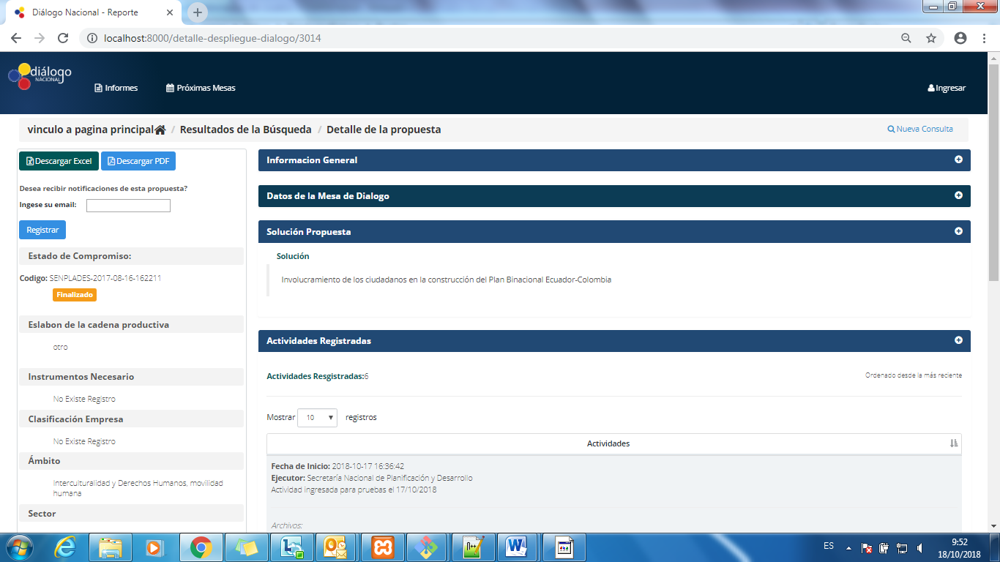 Diálogo Nacional - Reporte
localhost:8000/detalle-despliegue-dialogo/3014
diálogo
NACIONAL
Informes
Próximas Mesas
Ingresar
vinculo a pagina principal / Resultados de la Búsqueda / Detalle de la propuesta
Nueva Consulta
Descargar Excel
Descargar PDF
Desea recibir notificaciones de esta propuesta?
Ingese su email:
Registrar
Estado de Compromiso:
Codigo: SENPLADES-2017-08-16-162211
Finalizado
Eslabon de la cadena productiva
otro
Instrumentos Necesario
No Existe Registro
Clasificación Empresa
No Existe Registro
Ámbito
Interculturalidad y Derechos Humanos, movilidad
humana
Sector
Informacion General
Datos de la Mesa de Dialogo
Solución Propuesta
Solución
Involucramiento de los ciudadanos en la construcción del Plan Binacional Ecuador-Colombia
Actividades Registradas
Actividades Resgistradas:6
Ordenado desde la más reciente
Mostrar 10 registros
Actividades
Fecha de Inicio: 2018-10-17 16:36:42
Ejecutor: Secretaría Nacional de Planificación y Desarrollo
Actividad ingresada para pruebas el 17/10/2018
Archivos:
ES
9:52
18/10/2018